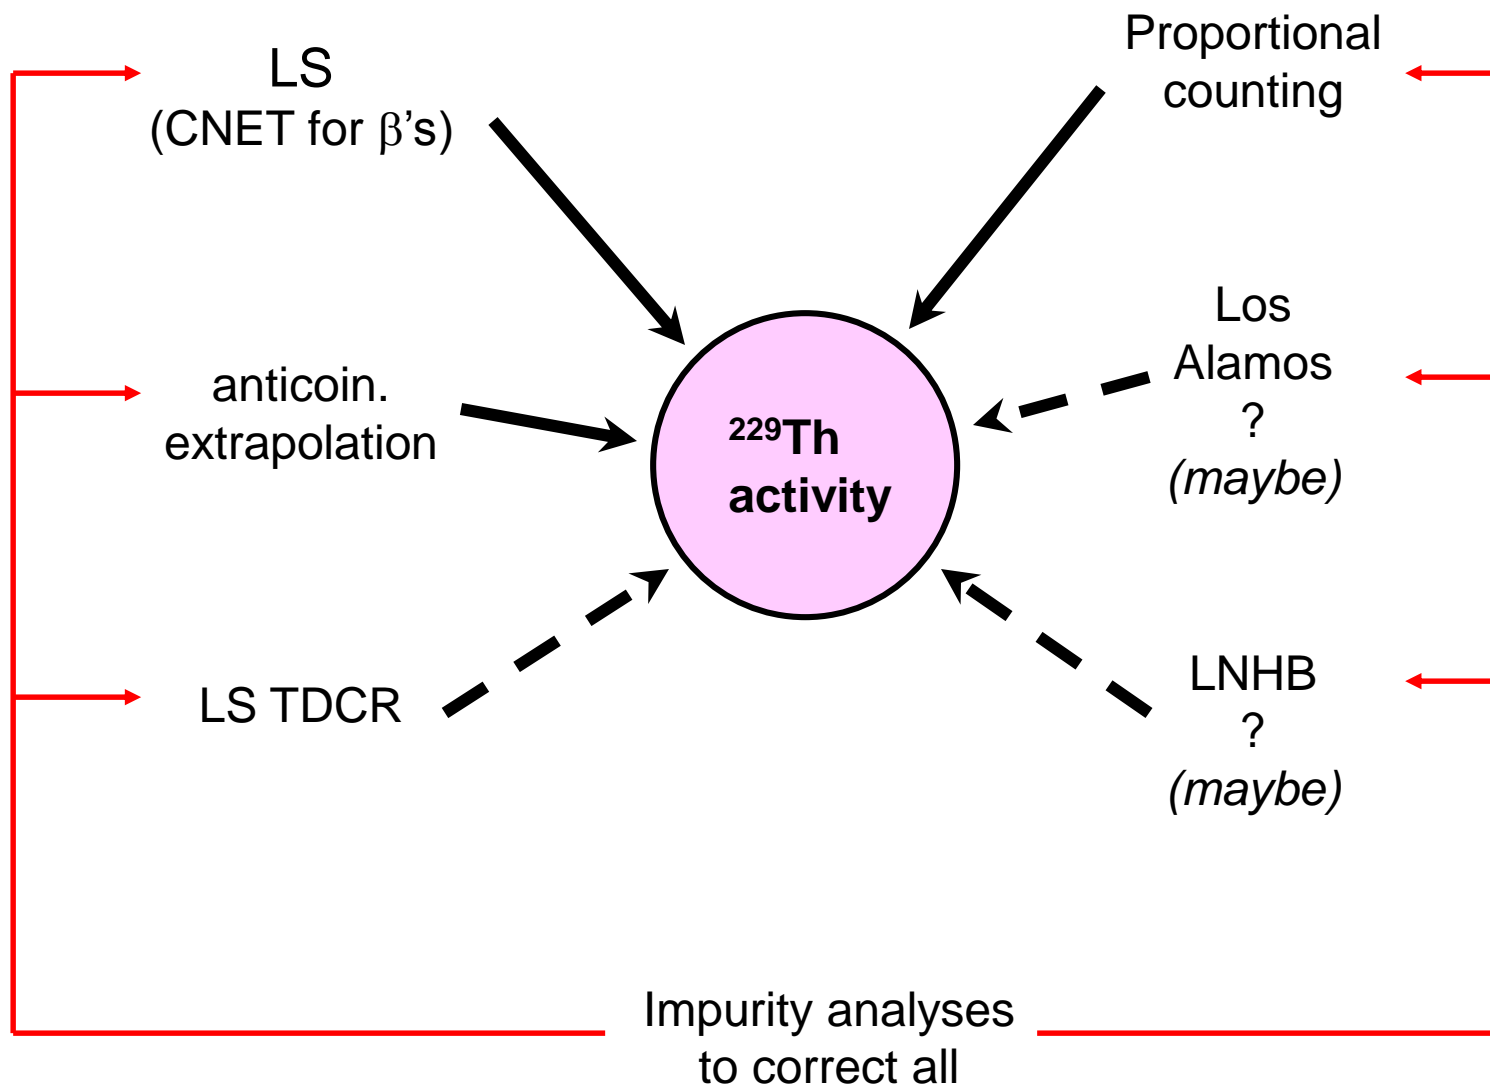 LS
(CNET for β's)
Proportional
counting
anticoin.
extrapolation
²²⁹Th
activity
Los
Alamos
?
(maybe)
LS TDCR
LNHB
?
(maybe)
Impurity analyses
to correct all